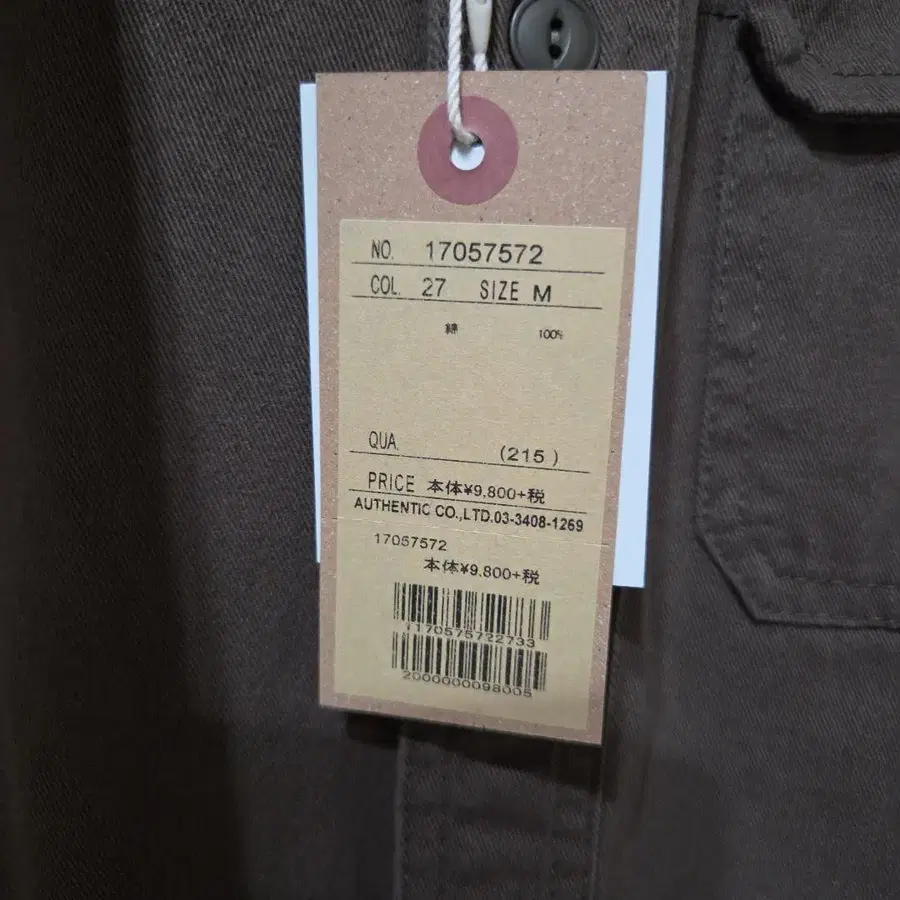 NO. 17057572
COL. 27 SIZE M
綿 100%
QUA.
(215 )
PRICE 本体¥9,800+税
AUTHENTIC CO.,LTD.03-3408-1269
17057572
本体¥9,800+税
1170575722733
2000000098005